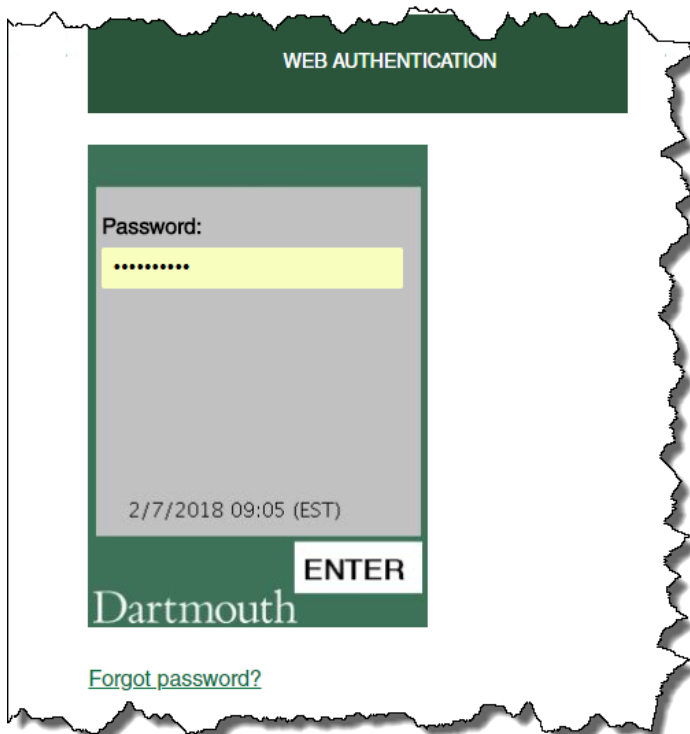 WEB AUTHENTICATION
Password:
••••••••••
2/7/2018 09:05 (EST)
ENTER
Dartmouth
Forgot password?